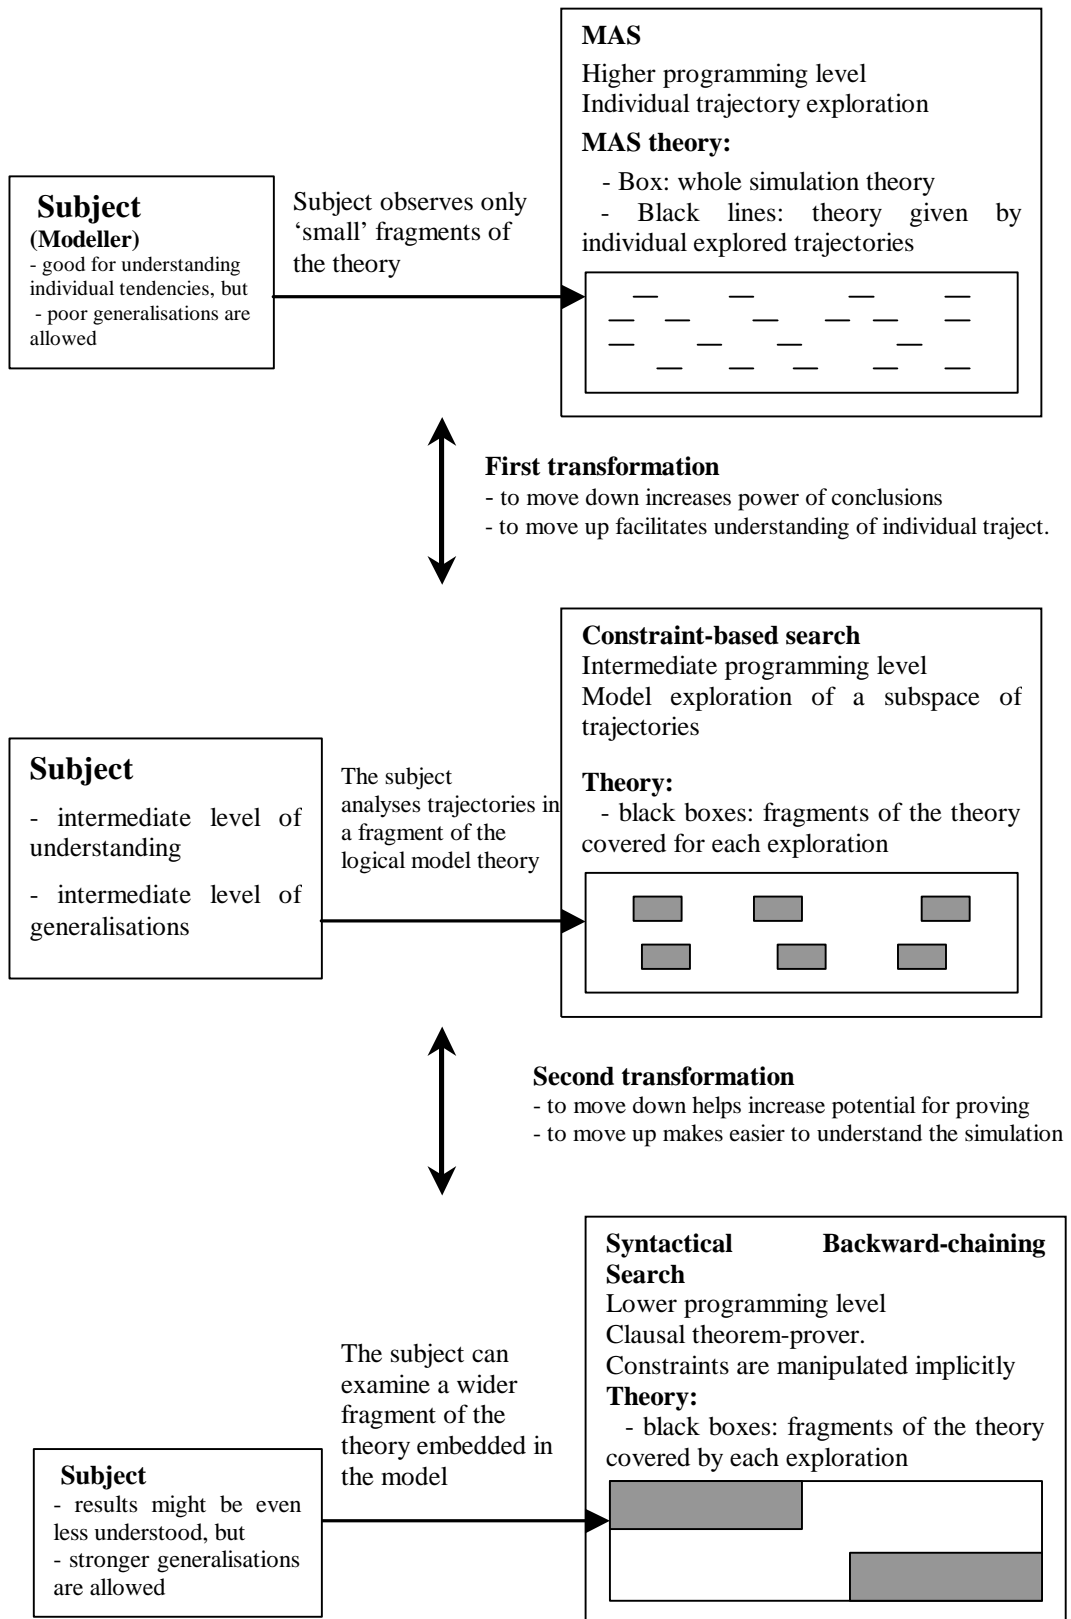 MAS
Higher programming level
Individual trajectory exploration
MAS theory:
- Box: whole simulation theory
- Black lines: theory given by
individual explored trajectories
Subject
(Modeller)
- good for understanding
individual tendencies, but
- poor generalisations are
allowed
Subject observes only
‘small’ fragments of
the theory
First transformation
- to move down increases power of conclusions
- to move up facilitates understanding of individual traject.
Constraint-based search
Intermediate programming level
Model exploration of a subspace of
trajectories
Theory:
- black boxes: fragments of the theory
covered for each exploration
Subject
- intermediate level of
understanding
- intermediate level of
generalisations
The subject
analyses trajectories in
a fragment of the
logical model theory
Second transformation
- to move down helps increase potential for proving
- to move up makes easier to understand the simulation
Syntactical Backward-chaining
Search
Lower programming level
Clausal theorem-prover.
Constraints are manipulated implicitly
Theory:
- black boxes: fragments of the theory
covered by each exploration
The subject can
examine a wider
fragment of the
theory embedded in
the model
Subject
- results might be even
less understood, but
- stronger generalisations
are allowed